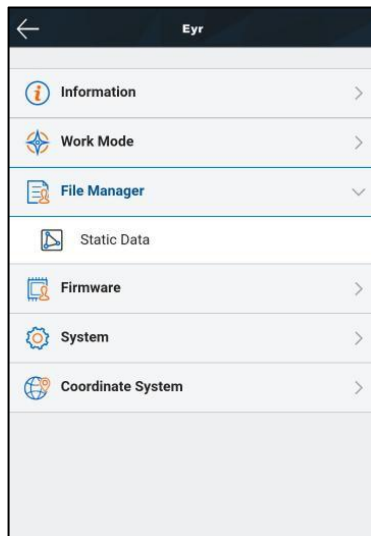 Eyr
Information
Work Mode
File Manager
Static Data
Firmware
System
Coordinate System